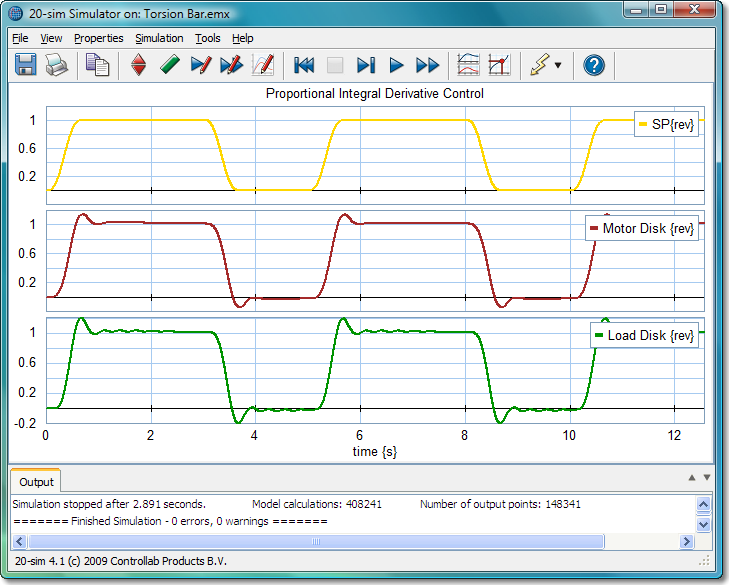 20-sim Simulator on: Torsion Bar.emx
File View Properties Simulation Tools Help
Proportional Integral Derivative Control
1
0.6
0.2
SP{rev}
1
0.6
0.2
Motor Disk {rev}
1
0.6
0.2
-0.2
Load Disk {rev}
0 2 4 6 8 10 12
time {s}
Output
Simulation stopped after 2.891 seconds. Model calculations: 408241 Number of output points: 148341
======= Finished Simulation - 0 errors, 0 warnings =======
20-sim 4.1 (c) 2009 Controllab Products B.V.